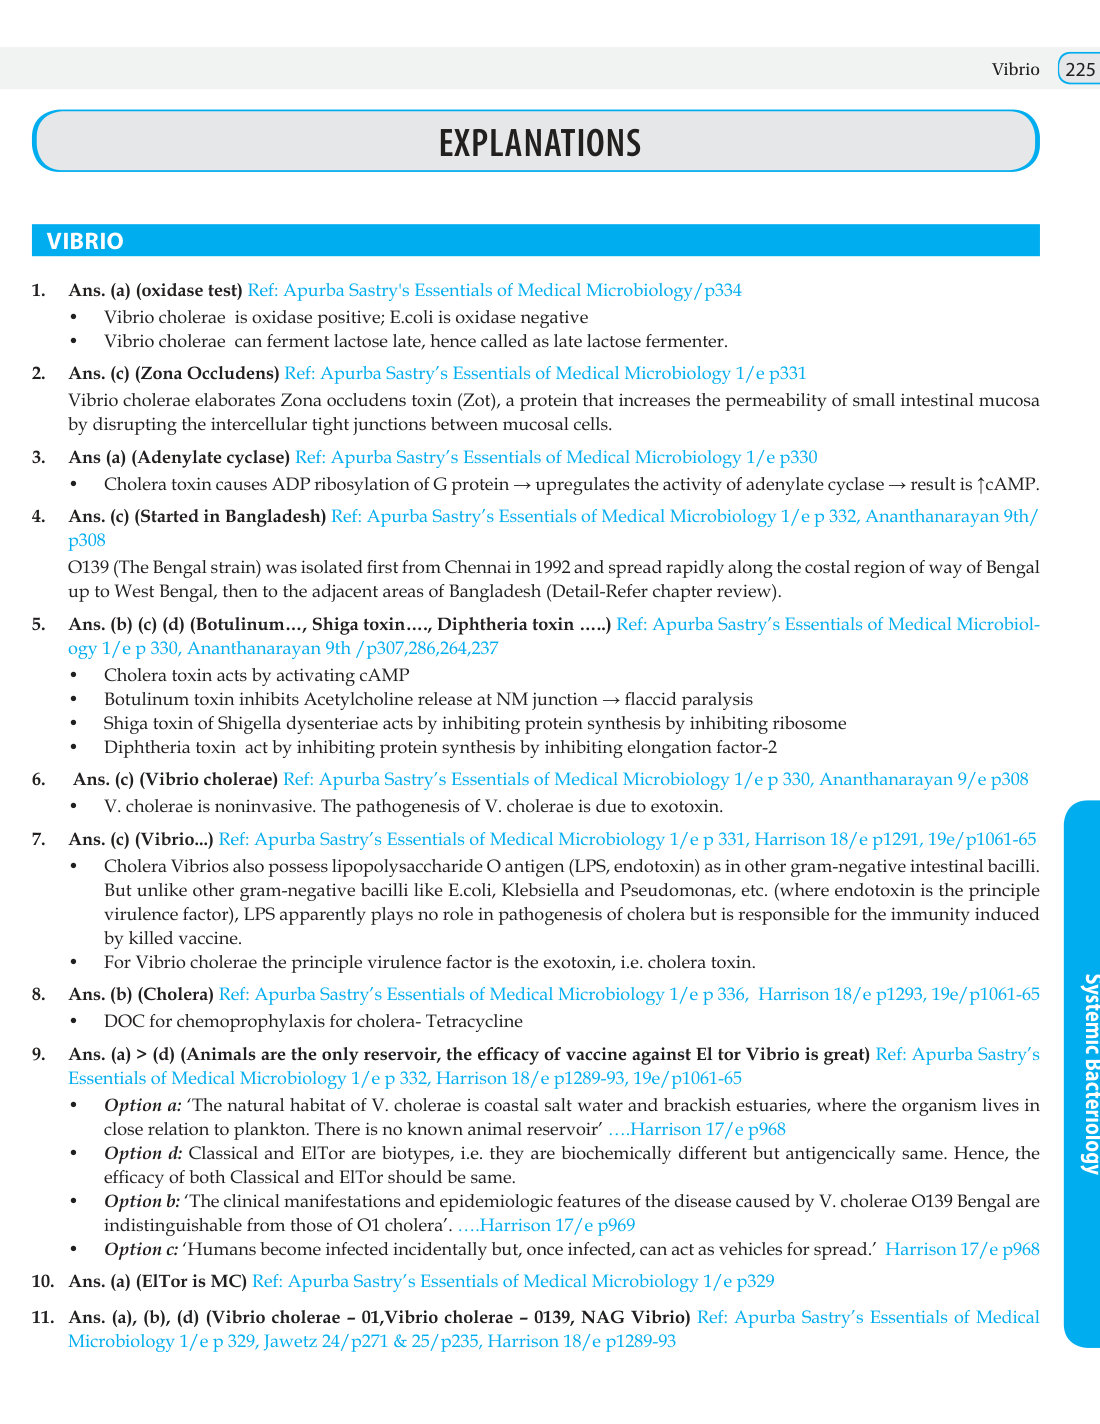 Vibrio 225
EXPLANATIONS
VIBRIO
1. Ans. (a) (oxidase test) Ref: Apurba Sastry's Essentials of Medical Microbiology/p334
• Vibrio cholerae is oxidase positive; E.coli is oxidase negative
• Vibrio cholerae can ferment lactose late, hence called as late lactose fermenter.
2. Ans. (c) (Zona Occludens) Ref: Apurba Sastry’s Essentials of Medical Microbiology 1/e p331
Vibrio cholerae elaborates Zona occludens toxin (Zot), a protein that increases the permeability of small intestinal mucosa
by disrupting the intercellular tight junctions between mucosal cells.
3. Ans (a) (Adenylate cyclase) Ref: Apurba Sastry’s Essentials of Medical Microbiology 1/e p330
• Cholera toxin causes ADP ribosylation of G protein → upregulates the activity of adenylate cyclase → result is ↑cAMP.
4. Ans. (c) (Started in Bangladesh) Ref: Apurba Sastry’s Essentials of Medical Microbiology 1/e p 332, Ananthanarayan 9th/
p308
O139 (The Bengal strain) was isolated first from Chennai in 1992 and spread rapidly along the costal region of way of Bengal
up to West Bengal, then to the adjacent areas of Bangladesh (Detail-Refer chapter review).
5. Ans. (b) (c) (d) (Botulinum…, Shiga toxin…., Diphtheria toxin …..) Ref: Apurba Sastry’s Essentials of Medical Microbiol-
ogy 1/e p 330, Ananthanarayan 9th /p307,286,264,237
• Cholera toxin acts by activating cAMP
• Botulinum toxin inhibits Acetylcholine release at NM junction → flaccid paralysis
• Shiga toxin of Shigella dysenteriae acts by inhibiting protein synthesis by inhibiting ribosome
• Diphtheria toxin act by inhibiting protein synthesis by inhibiting elongation factor-2
6. Ans. (c) (Vibrio cholerae) Ref: Apurba Sastry’s Essentials of Medical Microbiology 1/e p 330, Ananthanarayan 9/e p308
• V. cholerae is noninvasive. The pathogenesis of V. cholerae is due to exotoxin.
7. Ans. (c) (Vibrio...) Ref: Apurba Sastry’s Essentials of Medical Microbiology 1/e p 331, Harrison 18/e p1291, 19e/p1061-65
• Cholera Vibrios also possess lipopolysaccharide O antigen (LPS, endotoxin) as in other gram-negative intestinal bacilli.
But unlike other gram-negative bacilli like E.coli, Klebsiella and Pseudomonas, etc. (where endotoxin is the principle
virulence factor), LPS apparently plays no role in pathogenesis of cholera but is responsible for the immunity induced
by killed vaccine.
• For Vibrio cholerae the principle virulence factor is the exotoxin, i.e. cholera toxin.
8. Ans. (b) (Cholera) Ref: Apurba Sastry’s Essentials of Medical Microbiology 1/e p 336, Harrison 18/e p1293, 19e/p1061-65
• DOC for chemoprophylaxis for cholera- Tetracycline
9. Ans. (a) > (d) (Animals are the only reservoir, the efficacy of vaccine against El tor Vibrio is great) Ref: Apurba Sastry’s
Essentials of Medical Microbiology 1/e p 332, Harrison 18/e p1289-93, 19e/p1061-65
• Option a: ‘The natural habitat of V. cholerae is coastal salt water and brackish estuaries, where the organism lives in
close relation to plankton. There is no known animal reservoir’ ….Harrison 17/e p968
• Option d: Classical and ElTor are biotypes, i.e. they are biochemically different but antigencically same. Hence, the
efficacy of both Classical and ElTor should be same.
• Option b: ‘The clinical manifestations and epidemiologic features of the disease caused by V. cholerae O139 Bengal are
indistinguishable from those of O1 cholera’. ….Harrison 17/e p969
• Option c: ‘Humans become infected incidentally but, once infected, can act as vehicles for spread.’ Harrison 17/e p968
10. Ans. (a) (ElTor is MC) Ref: Apurba Sastry’s Essentials of Medical Microbiology 1/e p329
11. Ans. (a), (b), (d) (Vibrio cholerae – 01,Vibrio cholerae – 0139, NAG Vibrio) Ref: Apurba Sastry’s Essentials of Medical
Microbiology 1/e p 329, Jawetz 24/p271 & 25/p235, Harrison 18/e p1289-93
Systemic Bacteriology